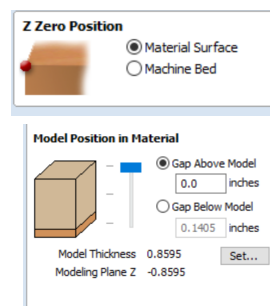 Z Zero Position
Material Surface
Machine Bed
Model Position in Material
Gap Above Model
0.0 inches
Gap Below Model
0.1405 inches
Model Thickness 0.8595 Set...
Modeling Plane Z -0.8595